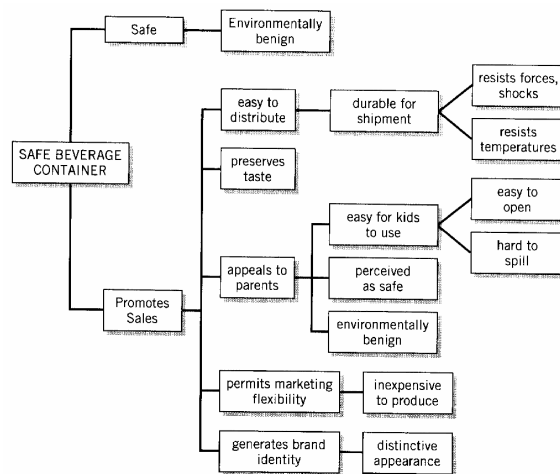 Safe
Environmentally
benign
SAFE BEVERAGE
CONTAINER
Promotes
Sales
easy to
distribute
durable for
shipment
resists forces,
shocks
resists
temperatures
preserves
taste
appeals to
parents
easy for kids
to use
easy to
open
hard to
spill
perceived
as safe
environmentally
benign
permits marketing
flexibility
inexpensive
to produce
generates brand
identity
distinctive
appearance